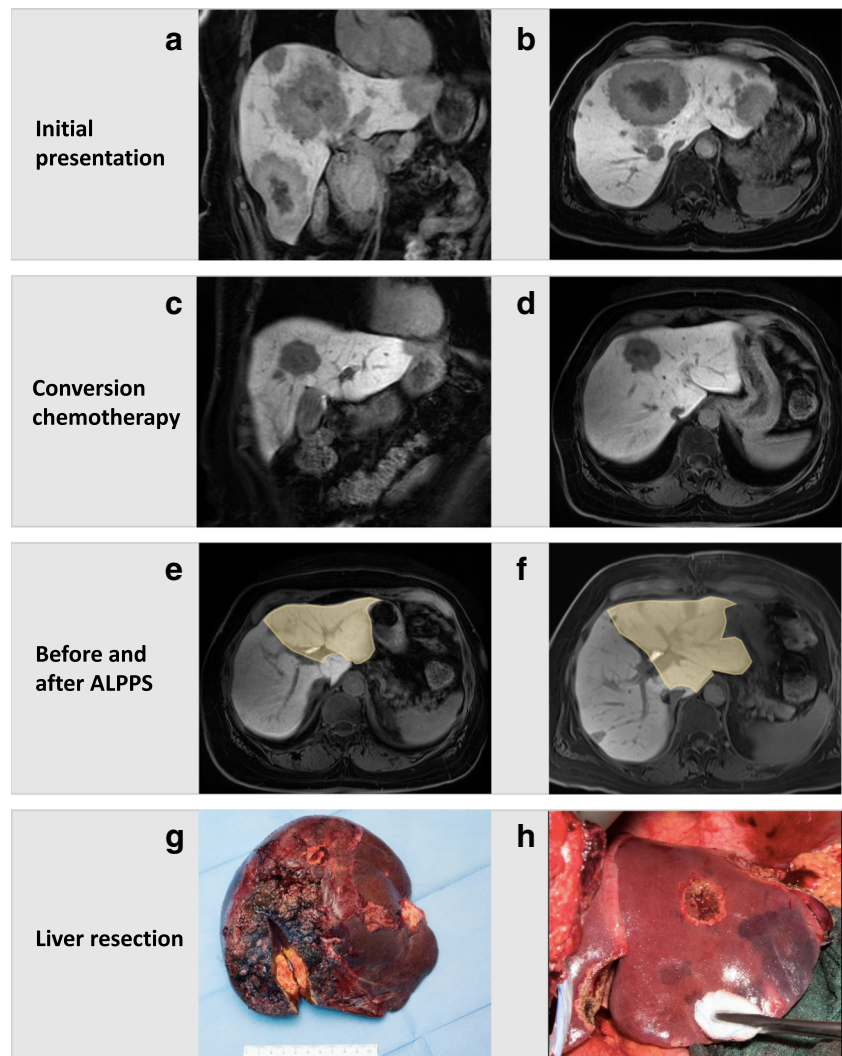 a
b
Initial
presentation
c
d
Conversion
chemotherapy
e
f
Before and
after ALPPS
g
h
Liver resection